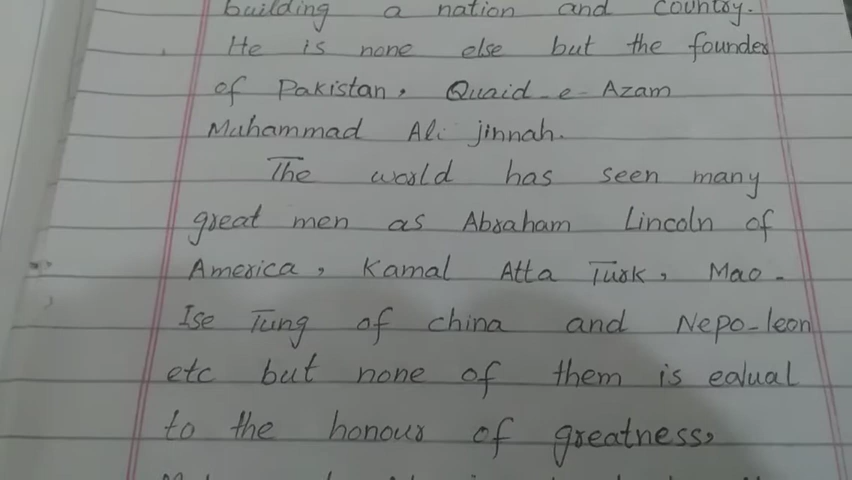 building a nation and country.
He is none else but the founder
of Pakistan, Quaid-e-Azam
Muhammad Ali jinnah.
The world has seen many
great men as Abraham Lincoln of
America, Kamal Atta Turk, Mao-
Ise Tung of china and Nepo-leon
etc but none of them is equal
to the honour of greatness,